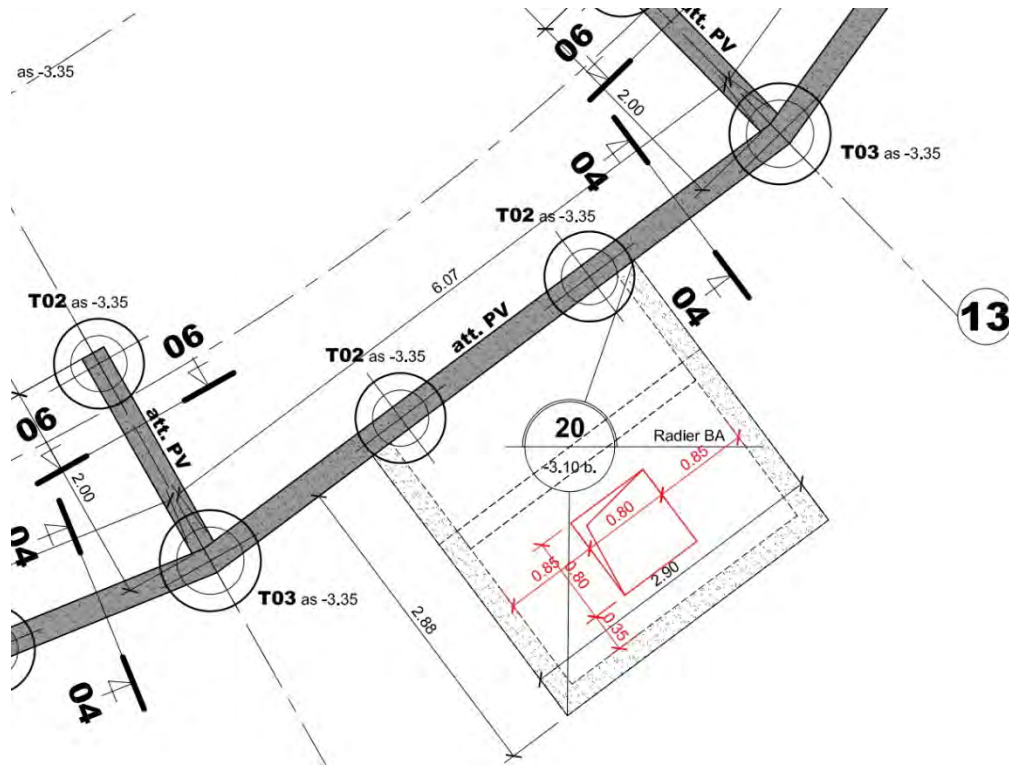 att. PV
06
as -3.35
2.00
04
T03 as -3.35
T02 as -3.35
6.07
04
13
T02 as -3.35
att. PV
06
T02 as -3.35
06
att. PV
20
Radier BA
-3.10 b.
0.85
2.00
0.80
04
0.85
0.80
2.90
T03 as -3.35
2.88
0.35
04